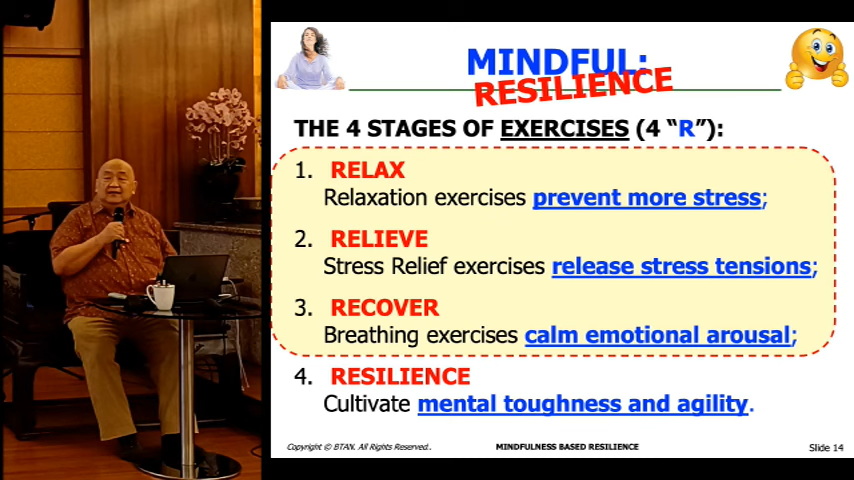 MINDFUL:
RESILIENCE
THE 4 STAGES OF EXERCISES (4 “R”):
1. RELAX
Relaxation exercises prevent more stress;
2. RELIEVE
Stress Relief exercises release stress tensions;
3. RECOVER
Breathing exercises calm emotional arousal;
4. RESILIENCE
Cultivate mental toughness and agility.
Copyright © BTAN. All Rights Reserved..
MINDFULNESS BASED RESILIENCE
Slide 14